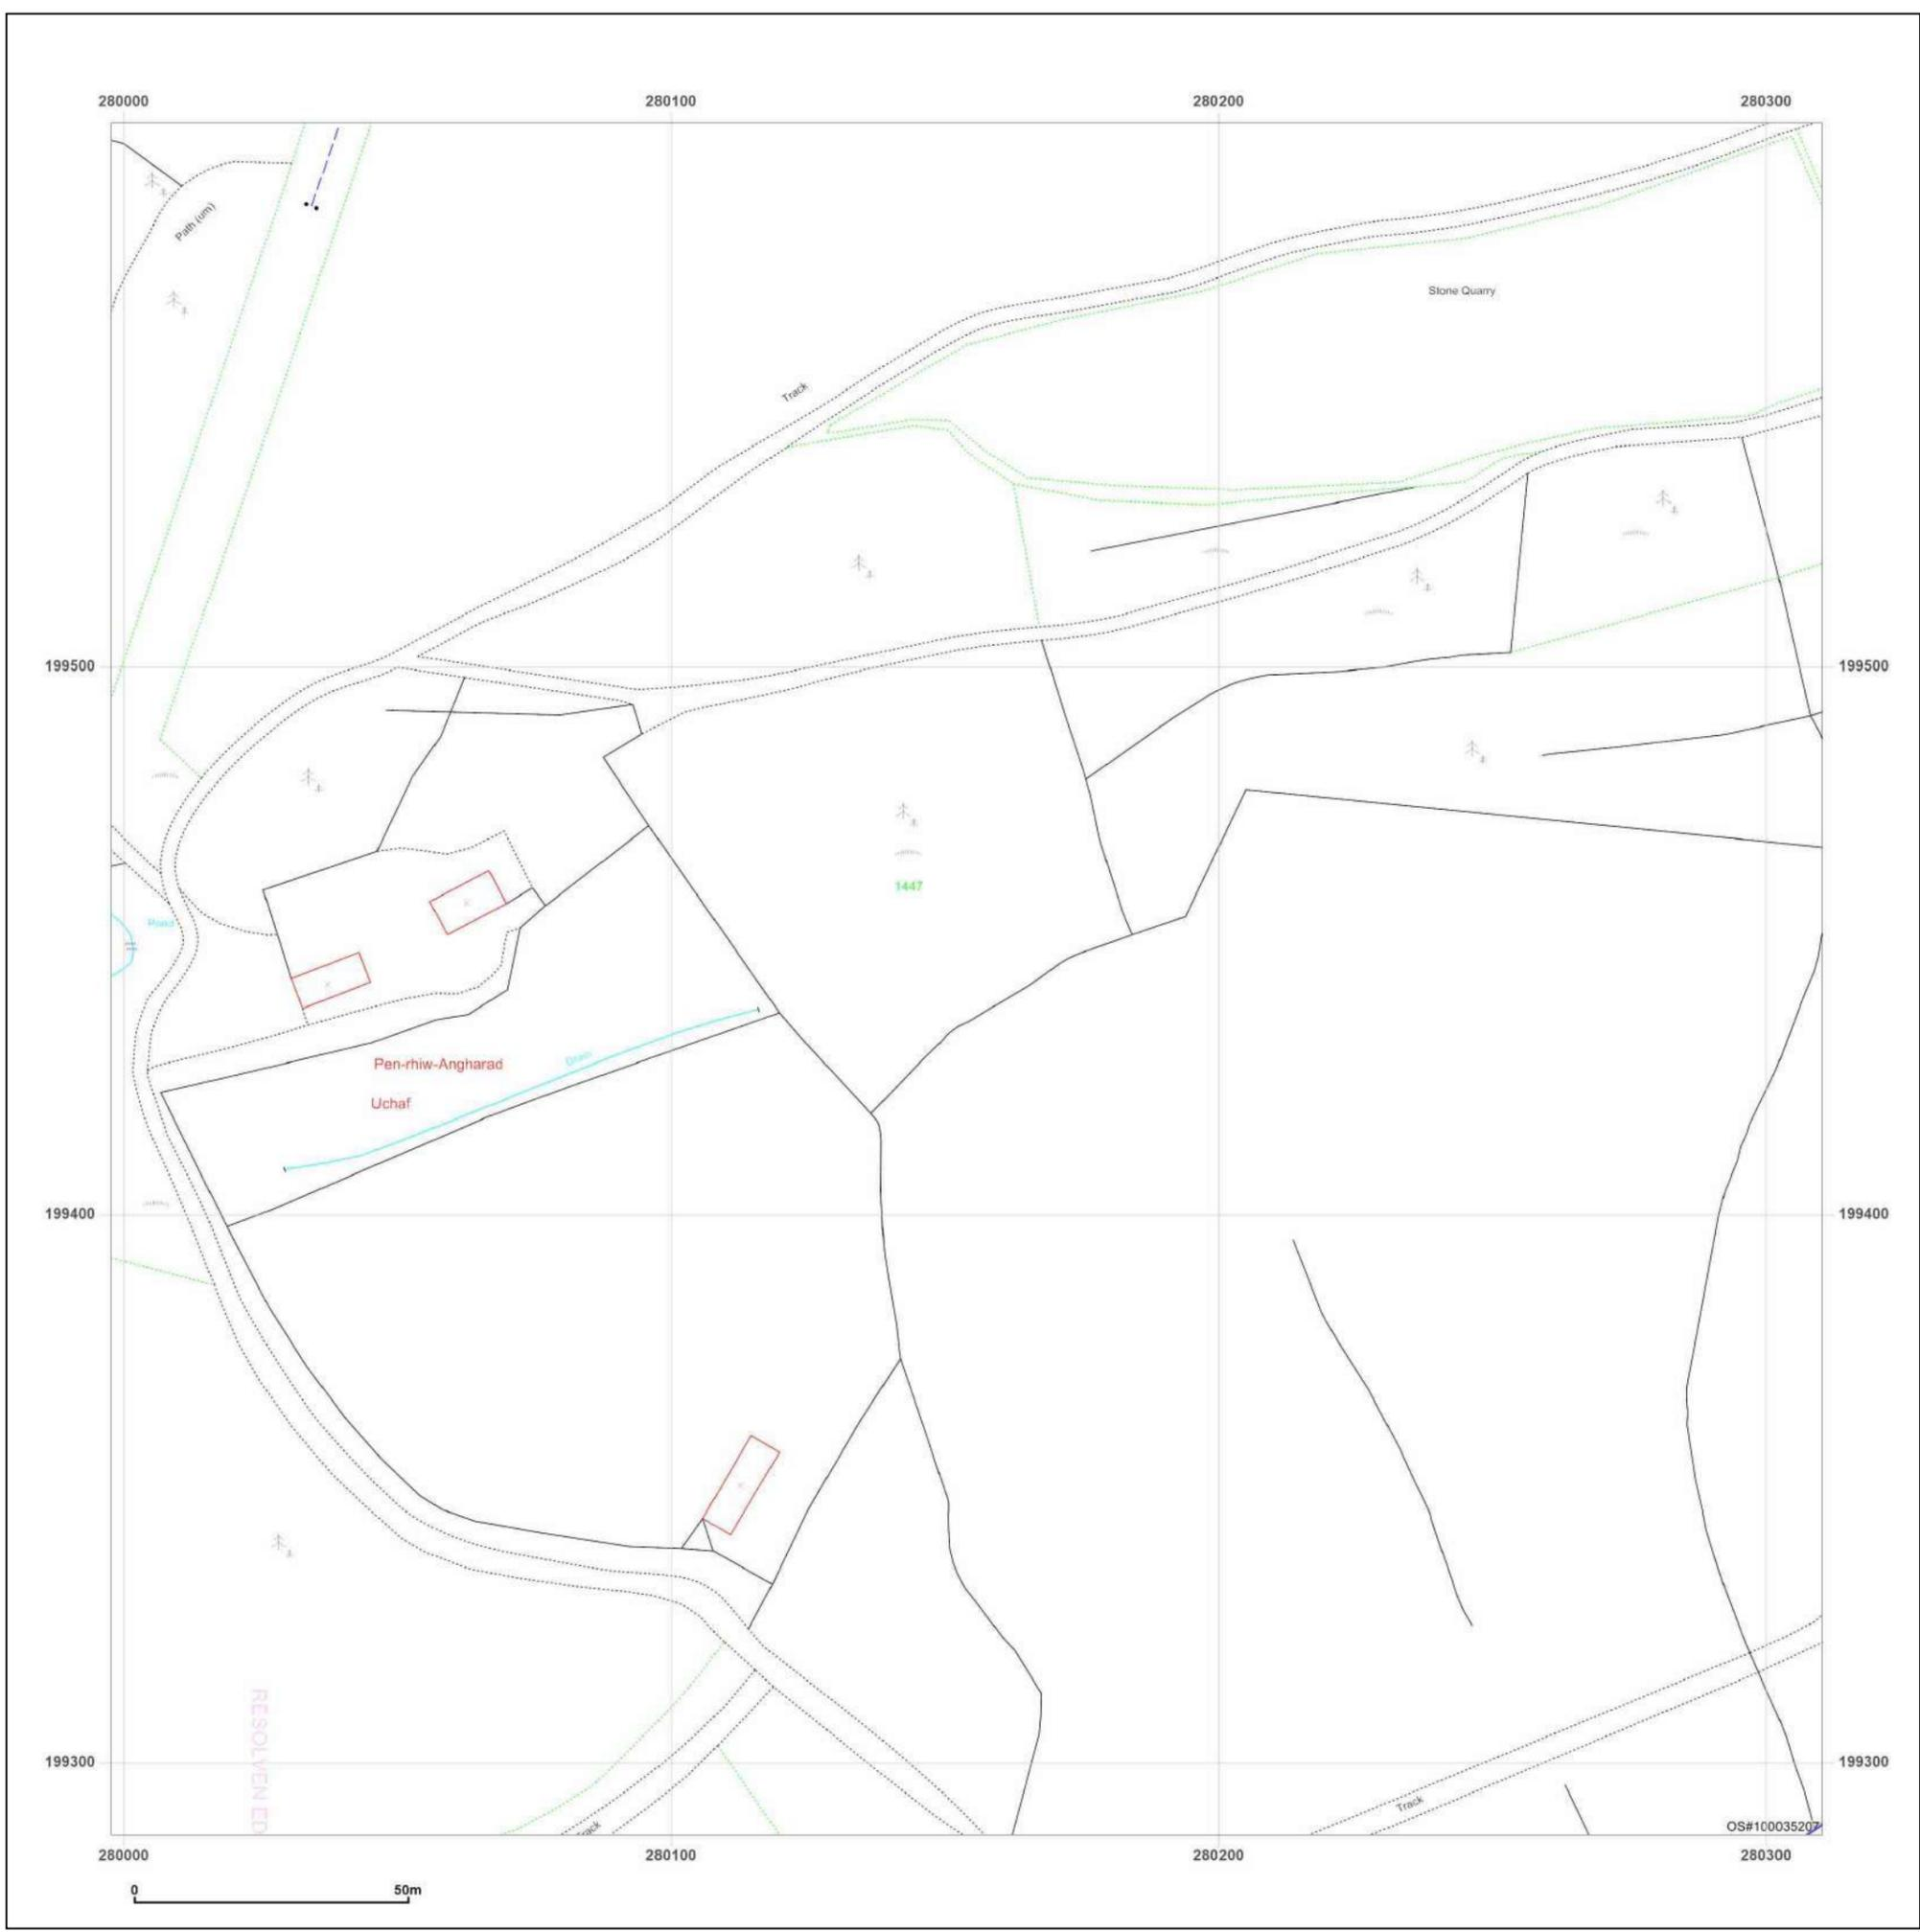 280000 280100 280200 280300
Path (um)
Stone Quarry
Track
199500 199500
1447
Pond
Drain
Pen-rhiw-Angharad
Uchaf
199400 199400
RESOLVEN ED
199300 199300
Track
rack
OS#100035207
280000 280100 280200 280300
0 50m